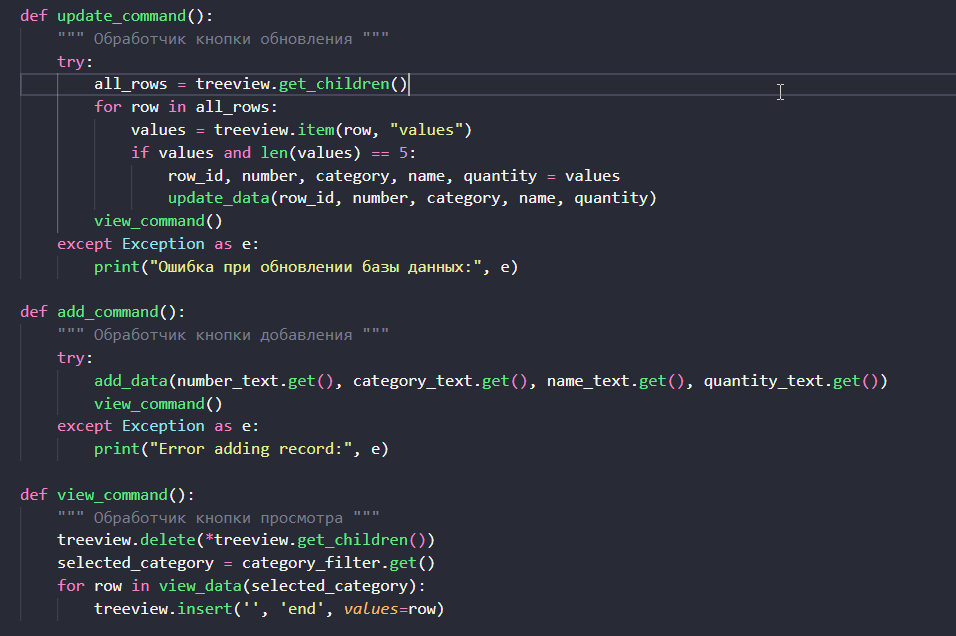 def update_command():
    """ Обработчик кнопки обновления """
    try:
        all_rows = treeview.get_children()
        for row in all_rows:
            values = treeview.item(row, "values")
            if values and len(values) == 5:
                row_id, number, category, name, quantity = values
                update_data(row_id, number, category, name, quantity)
        view_command()
    except Exception as e:
        print("Ошибка при обновлении базы данных:", e)

def add_command():
    """ Обработчик кнопки добавления """
    try:
        add_data(number_text.get(), category_text.get(), name_text.get(), quantity_text.get())
        view_command()
    except Exception as e:
        print("Error adding record:", e)

def view_command():
    """ Обработчик кнопки просмотра """
    treeview.delete(*treeview.get_children())
    selected_category = category_filter.get()
    for row in view_data(selected_category):
        treeview.insert('', 'end', values=row)